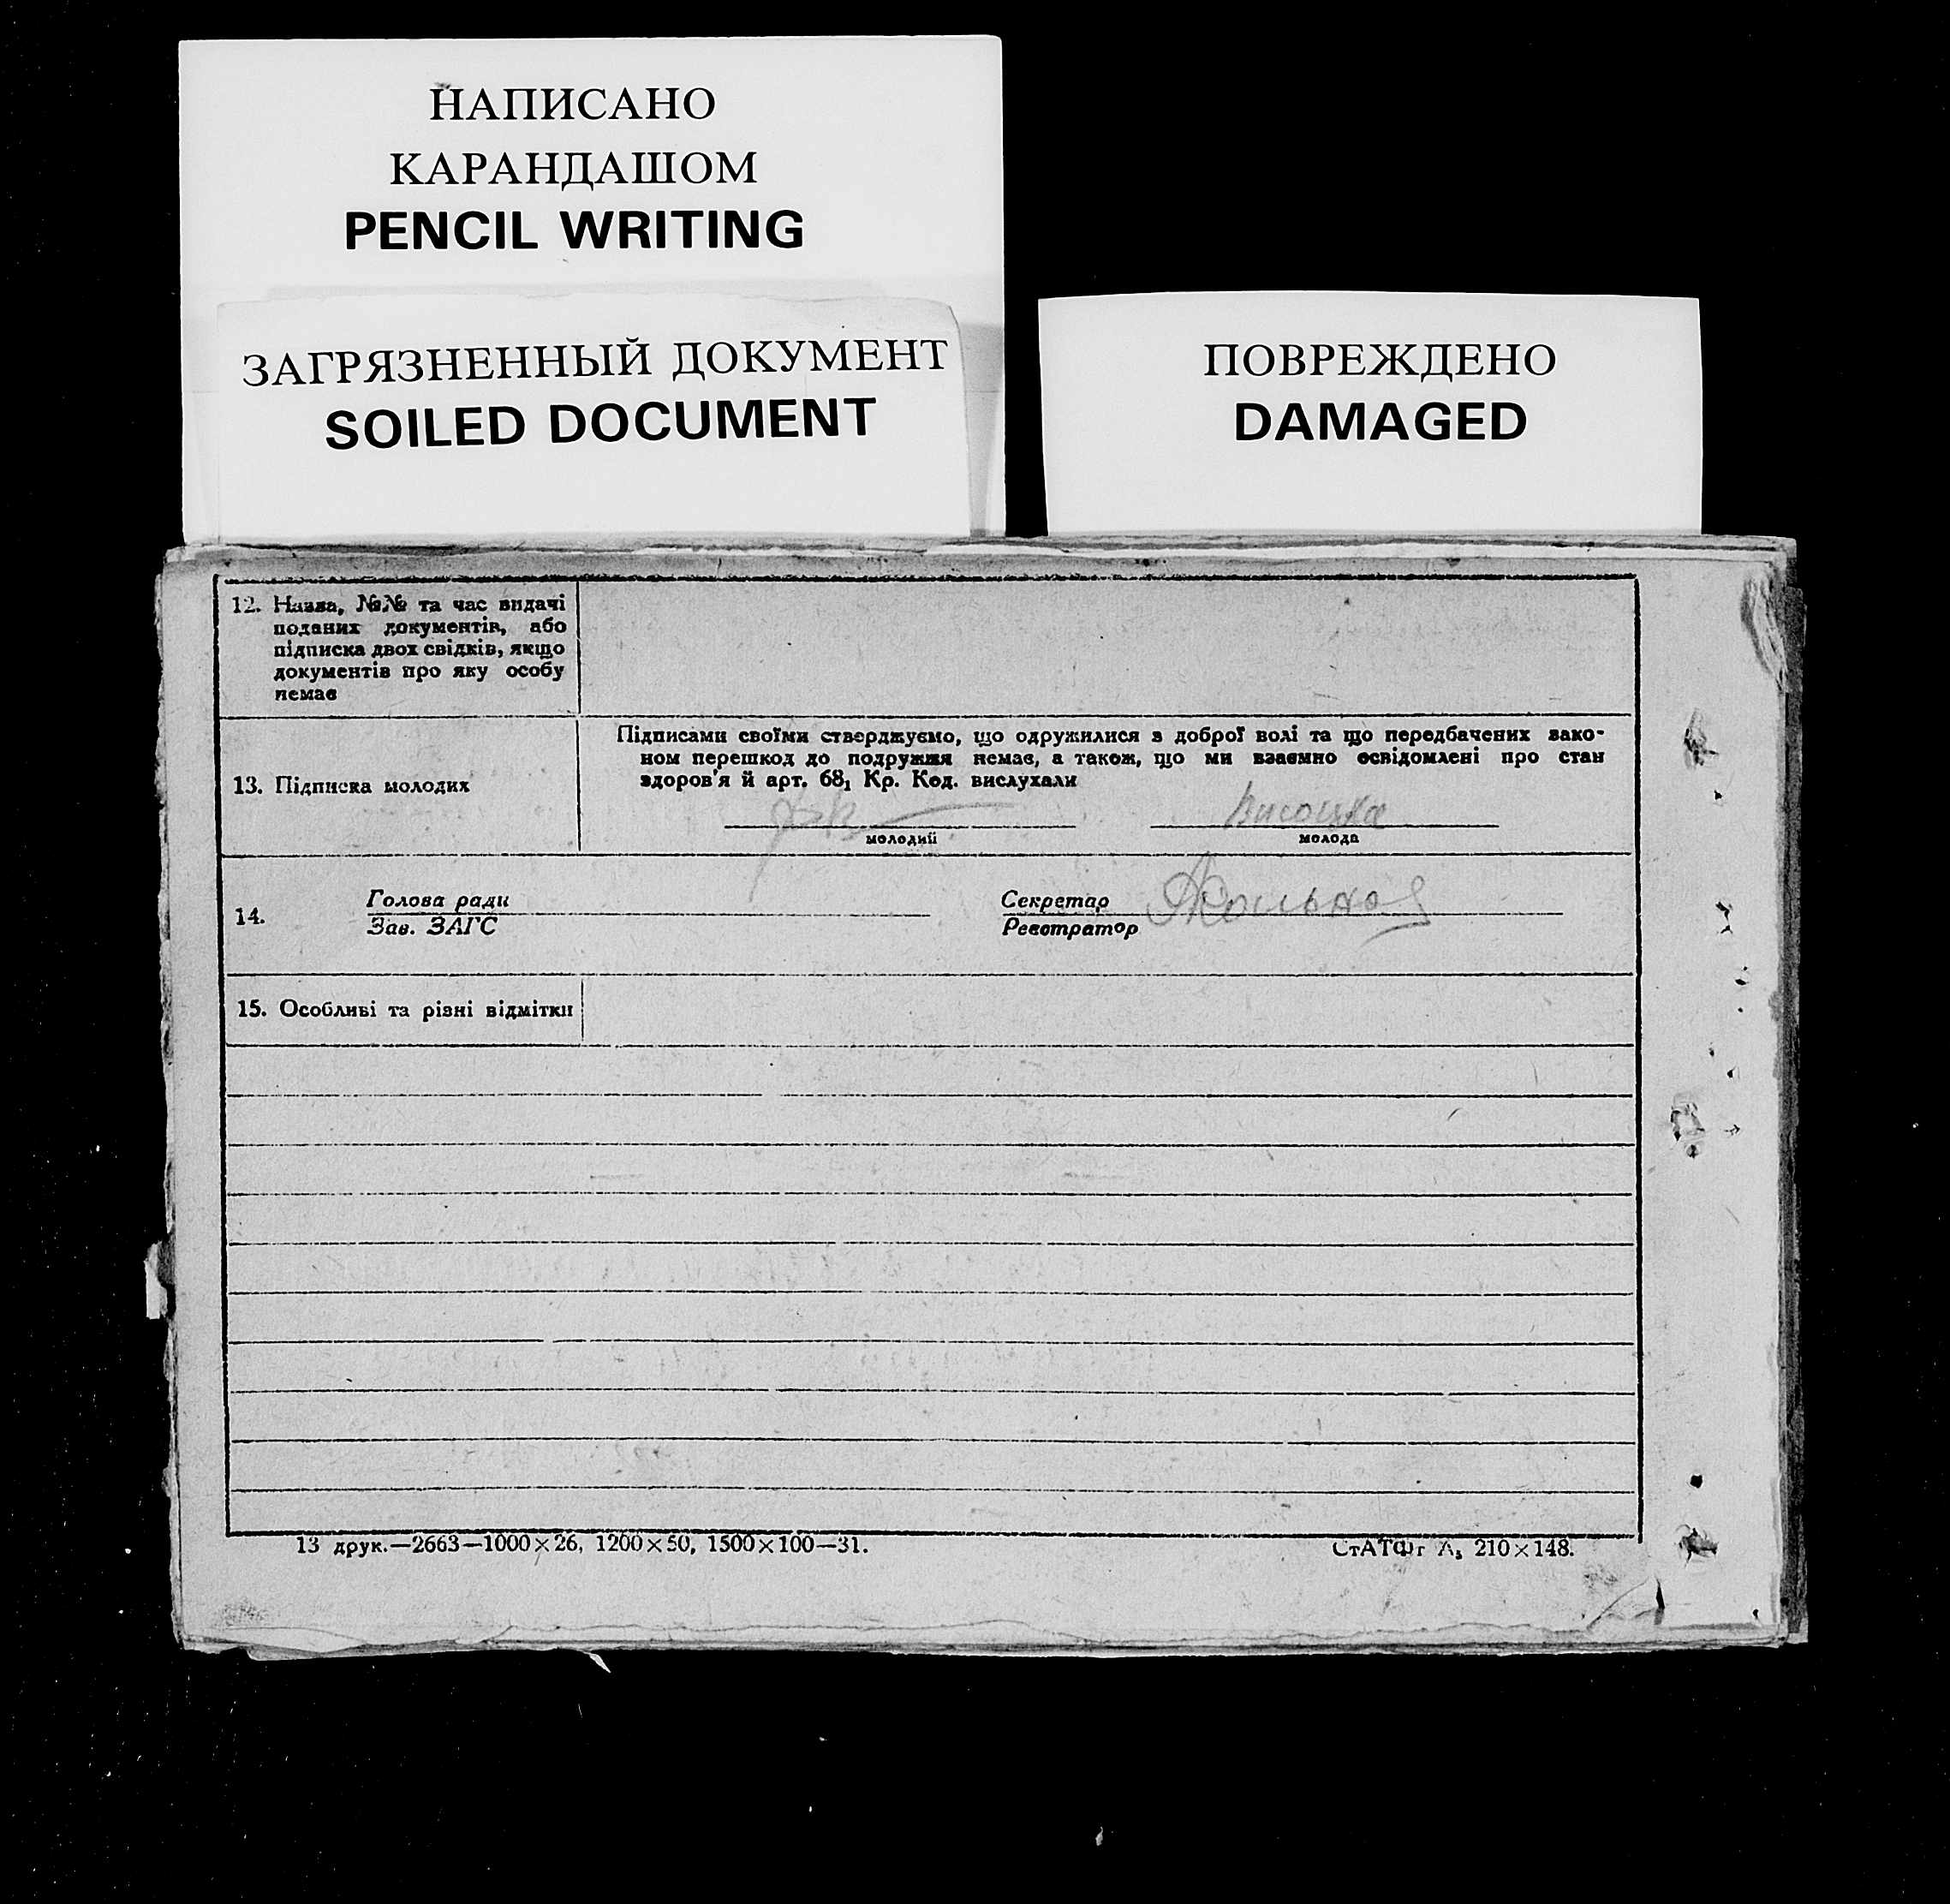 НАПИСАНО
КАРАНДАШОМ
PENCIL WRITING
ЗАГРЯЗНЕННЫЙ ДОКУМЕНТ
SOILED DOCUMENT
ПОВРЕЖДЕНО
DAMAGED
12. Назва, №№ та час видачі
поданих документів, або
підписка двох свідків, якщо
документів про яку особу
немає
13. Підписка молодих
Підписами своїми стверджуємо, що одружилися з доброї волі та що передбачених зако-
ном перешкод до подружжя немає, а також, що ми взаємно освідомлені про стан
здоров'я й арт. 68₁ Кр. Код. вислухали
Висоцка
молодий
молода
14.
Голова ради
Зав. ЗАГС
Секретар
Реєстратор
15. Особливі та різні відмітки
13 друк.—2663—1000×26, 1200×50, 1500×100—31.
СтАТФг А₅ 210×148.